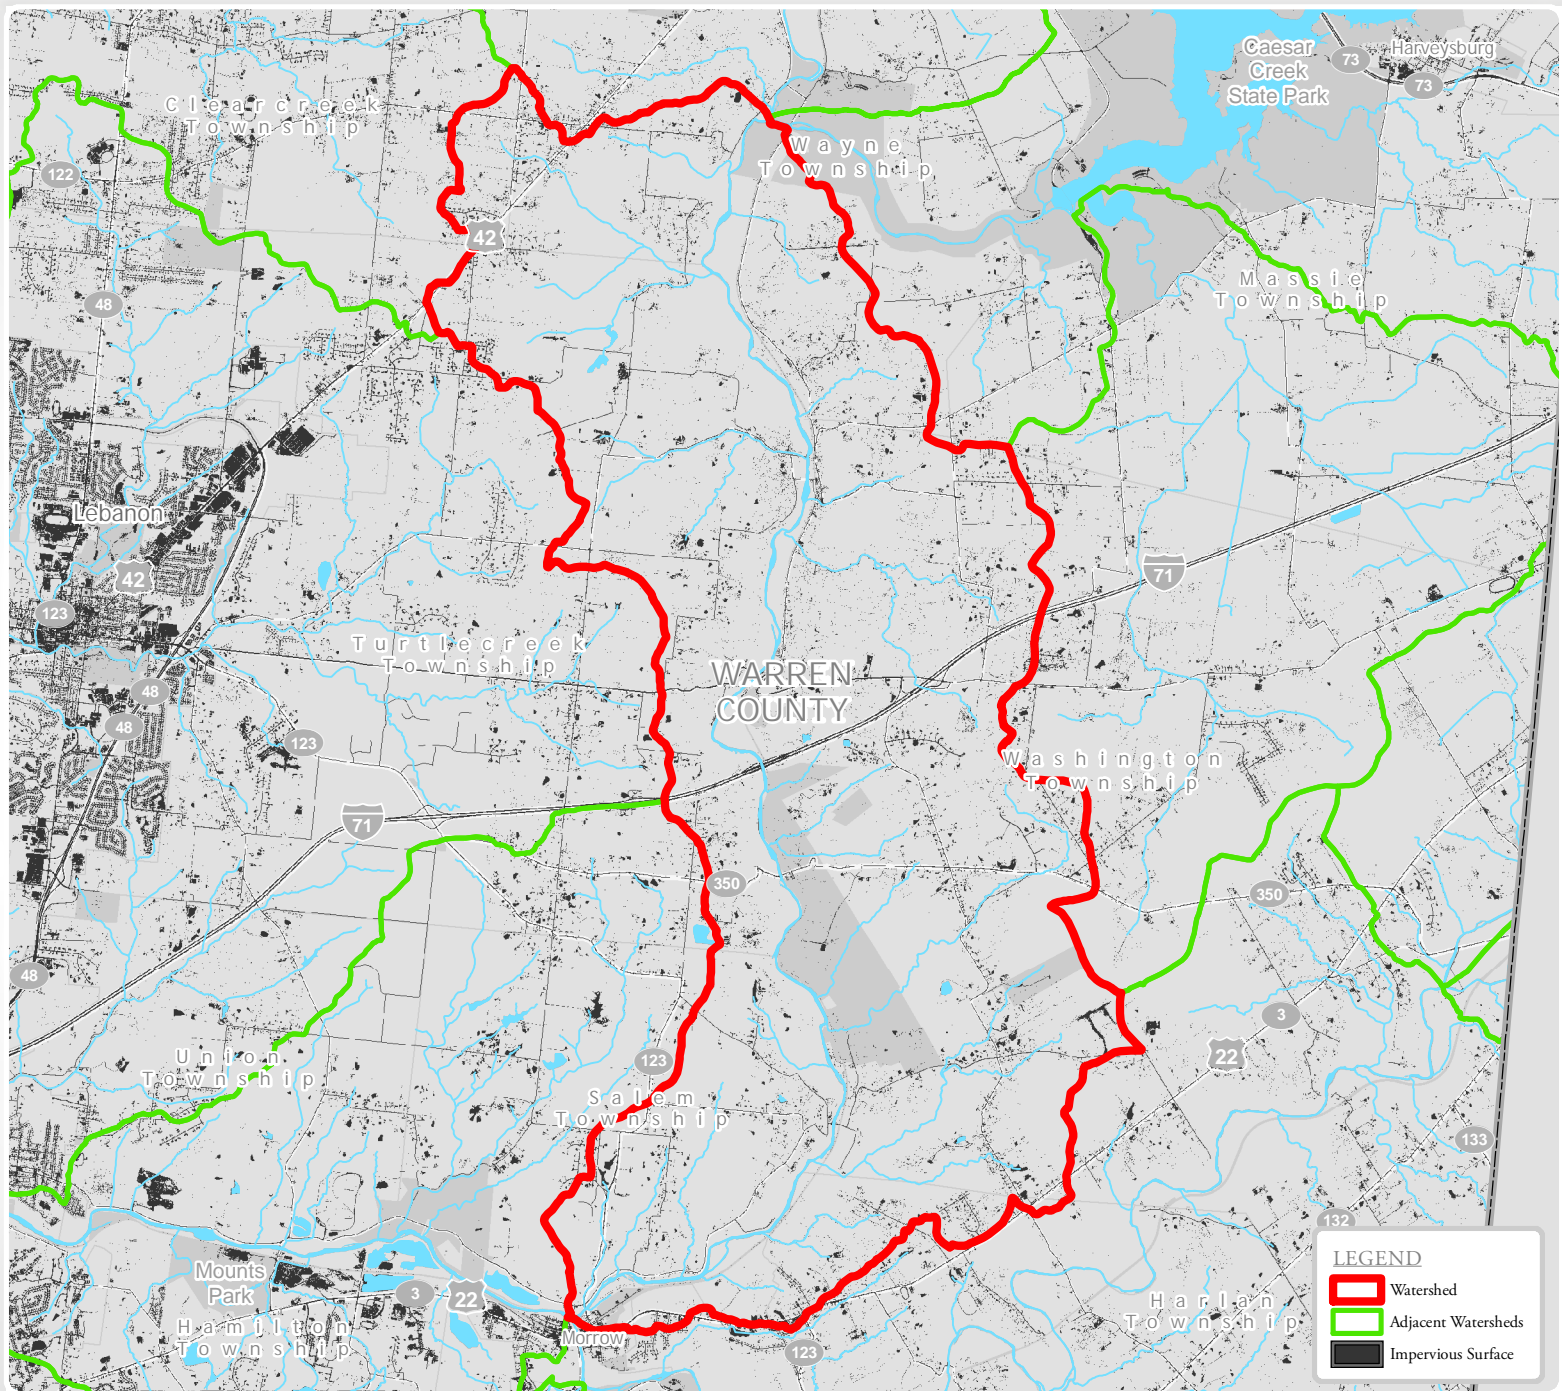 Caesar
Creek
State Park
Harveysburg
73
73
Clearcreek
Township
Wayne
Township
122
42
48
Massie
Township
Lebanon
42
123
71
Turtlecreek
Township
WARREN
COUNTY
48
48
123
Washington
Township
71
350
350
48
3
22
Union
Township
123
Salem
Township
133
132
Mounts
Park
3
22
Hamilton
Township
Morrow
123
Harlan
Township
LEGEND
Watershed
Adjacent Watersheds
Impervious Surface